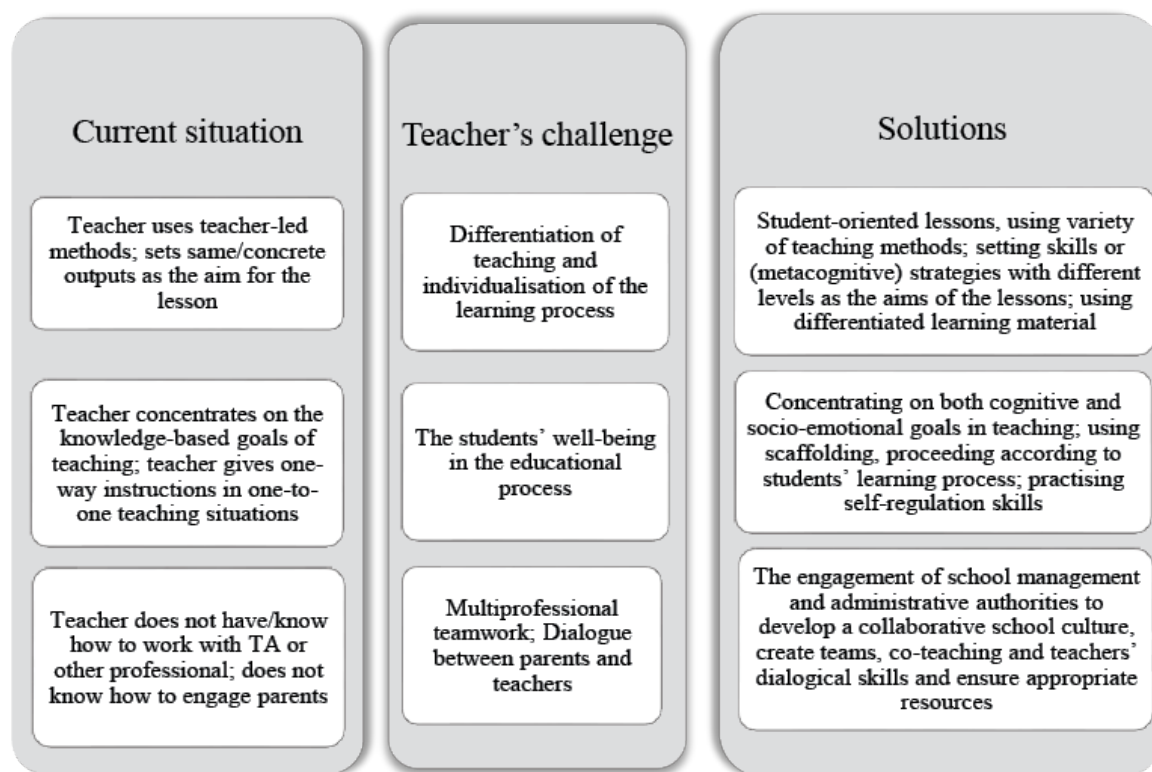 Current situation
Teacher uses teacher-led
methods; sets same/concrete
outputs as the aim for the
lesson
Teacher concentrates on the
knowledge-based goals of
teaching; teacher gives one-
way instructions in one-to-
one teaching situations
Teacher does not have/know
how to work with TA or
other professional; does not
know how to engage parents
Teacher’s challenge
Differentiation of
teaching and
individualisation of the
learning process
The students’ well-being
in the educational
process
Multiprofessional
teamwork; Dialogue
between parents and
teachers
Solutions
Student-oriented lessons, using variety
of teaching methods; setting skills or
(metacognitive) strategies with different
levels as the aims of the lessons; using
differentiated learning material
Concentrating on both cognitive and
socio-emotional goals in teaching; using
scaffolding, proceeding according to
students’ learning process; practising
self-regulation skills
The engagement of school management
and administrative authorities to
develop a collaborative school culture,
create teams, co-teaching and teachers’
dialogical skills and ensure appropriate
resources